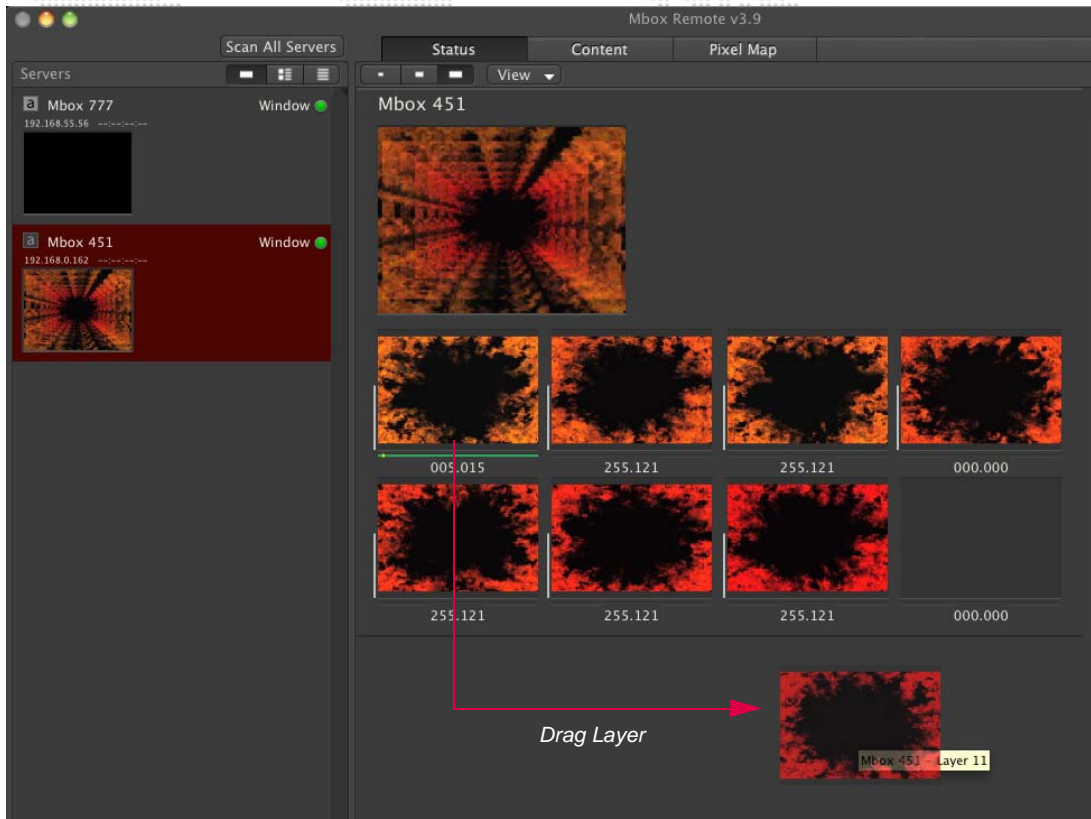 Mbox Remote v3.9
Scan All Servers
Status
Content
Pixel Map
Servers
View
a Mbox 777
Window
192.168.55.56 --:--:--:--
a Mbox 451
Window
192.168.0.162 --:--:--:--
Mbox 451
005.015
255.121
255.121
000.000
255.121
255.121
255.121
000.000
Drag Layer
Mbox 451 - Layer 11